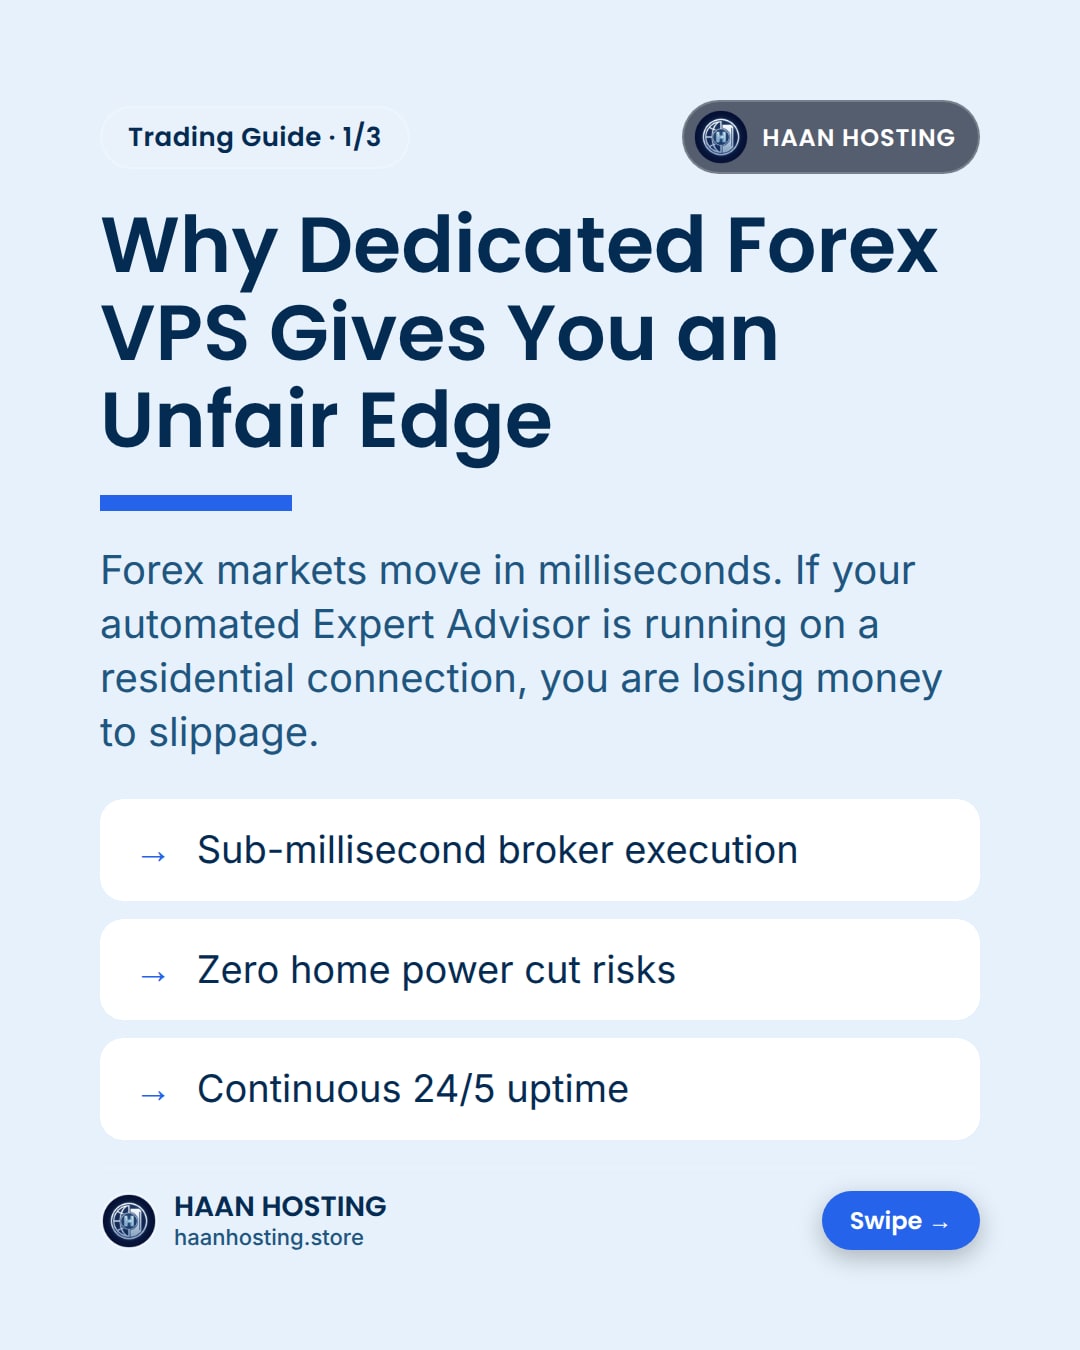 Trading Guide · 1/3
HAAN HOSTING
Why Dedicated Forex
VPS Gives You an
Unfair Edge
Forex markets move in milliseconds. If your
automated Expert Advisor is running on a
residential connection, you are losing money
to slippage.
→ Sub-millisecond broker execution
→ Zero home power cut risks
→ Continuous 24/5 uptime
HAAN HOSTING
haanhosting.store
Swipe →